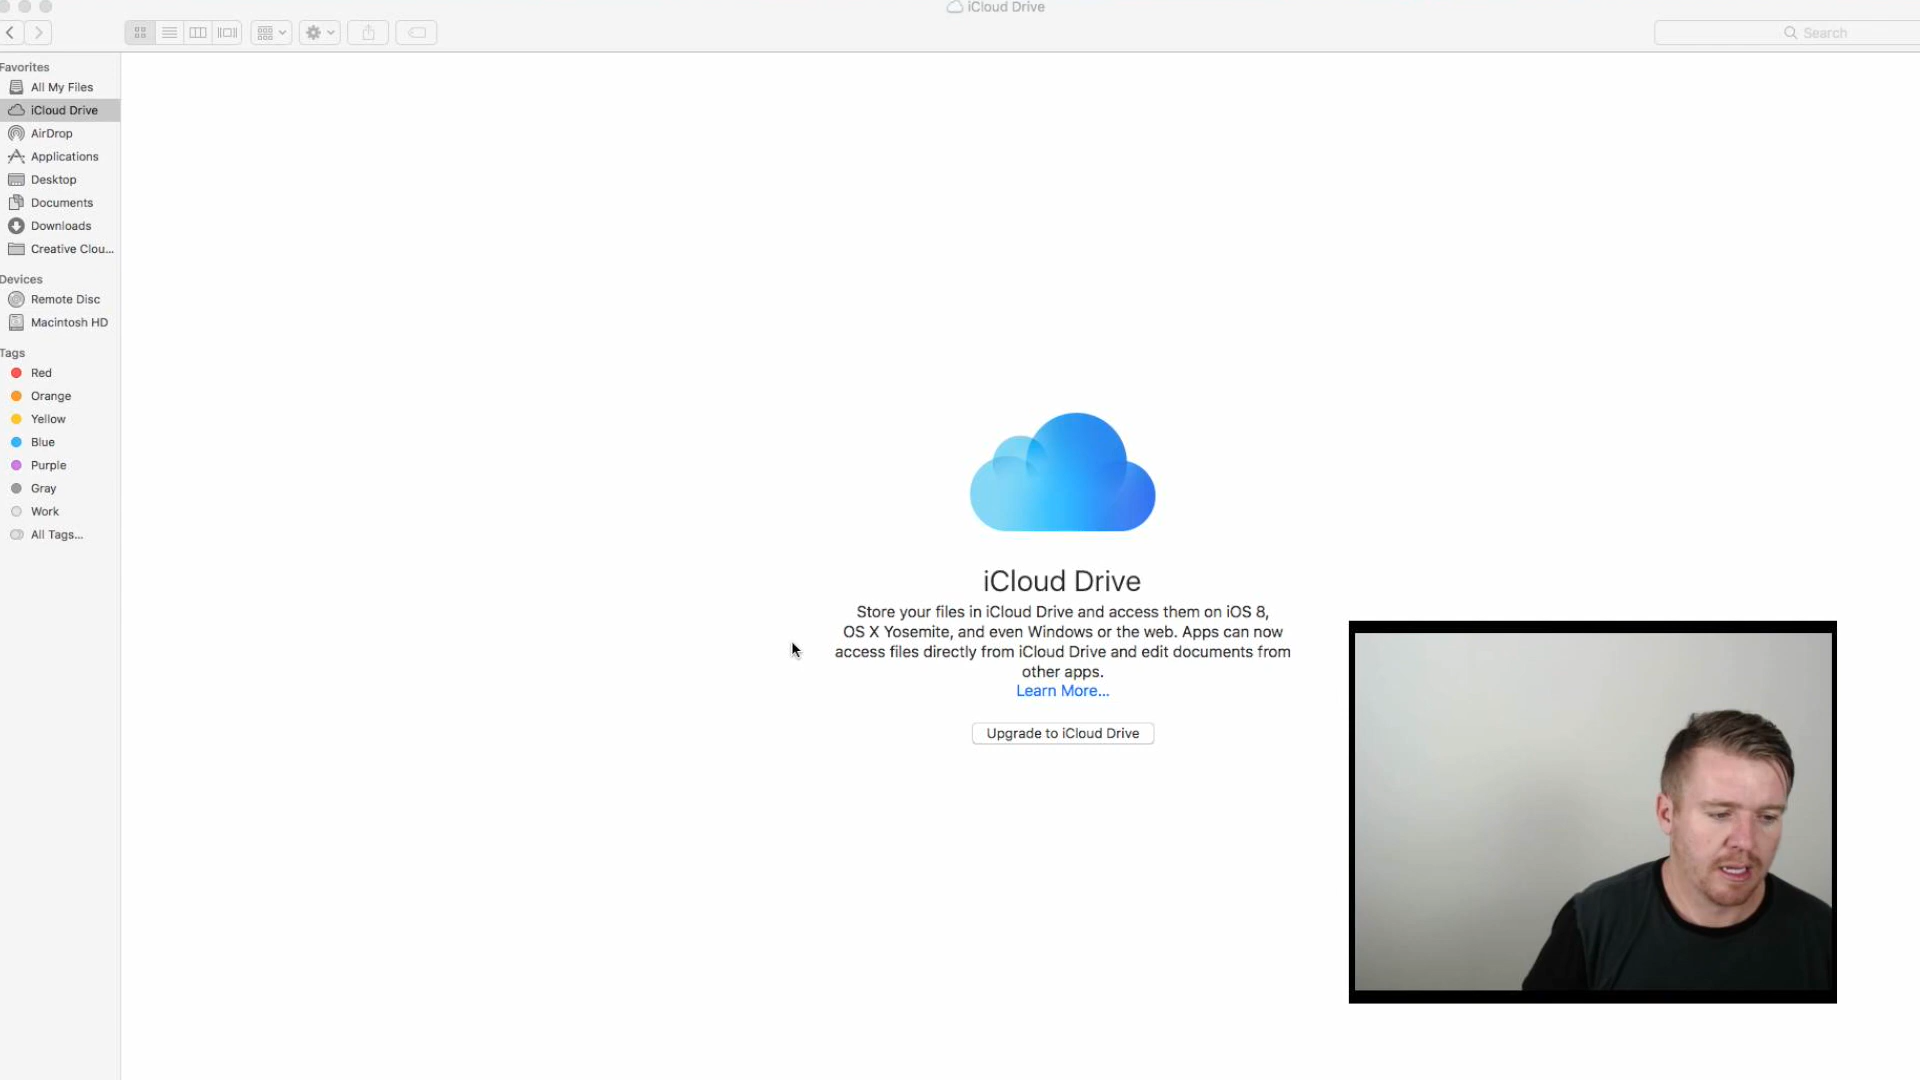 iCloud Drive
Search
Favorites
All My Files
iCloud Drive
AirDrop
Applications
Desktop
Documents
Downloads
Creative Clou...
Devices
Remote Disc
Macintosh HD
Tags
Red
Orange
Yellow
Blue
Purple
Gray
Work
All Tags...
iCloud Drive
Store your files in iCloud Drive and access them on iOS 8,
OS X Yosemite, and even Windows or the web. Apps can now
access files directly from iCloud Drive and edit documents from
other apps.
Learn More...
Upgrade to iCloud Drive